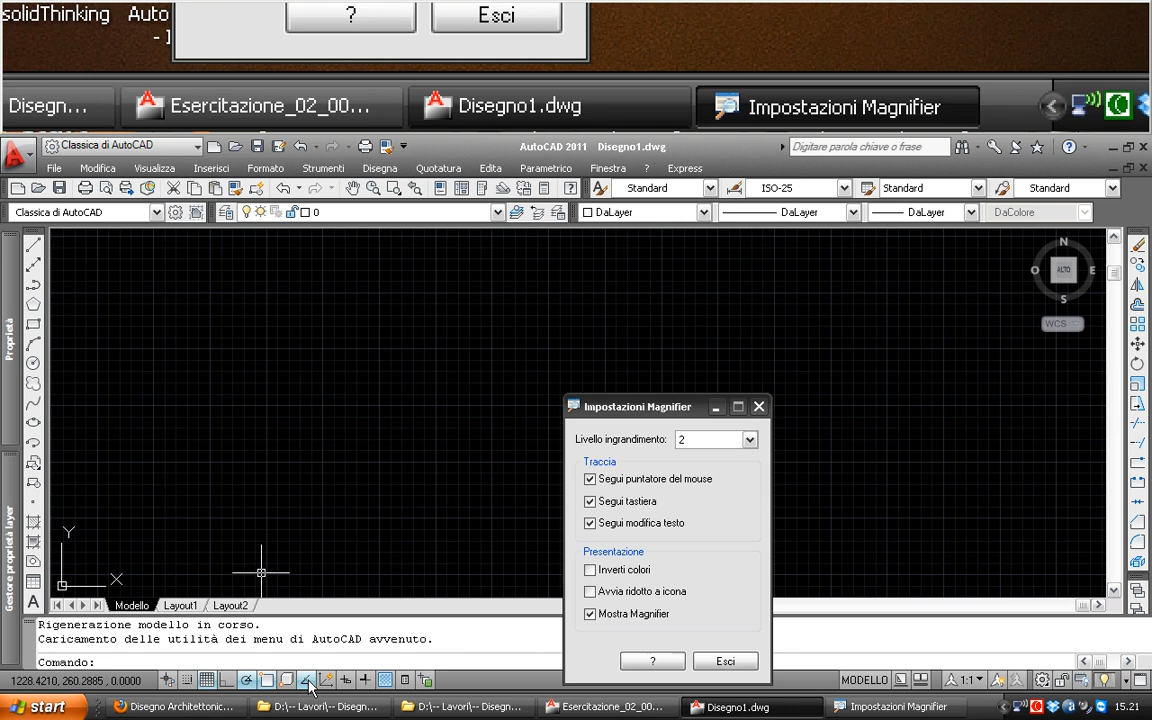 solidThinking Auto
? Esci
Disegn... Esercitazione_02_00... Disegno1.dwg Impostazioni Magnifier
Classica di AutoCAD AutoCAD 2011 Disegno1.dwg Digitare parola chiave o frase
File Modifica Visualizza Inserisci Formato Strumenti Disegna Quotatura Edita Parametrico Finestra ? Express
Standard ISO-25 Standard Standard
Classica di AutoCAD 0 DaLayer DaLayer DaLayer DaColore
N
O ALTO E
S
WCS
Proprietà
Gestore proprietà layer
Impostazioni Magnifier
Livello ingrandimento: 2
Traccia
Segui puntatore del mouse
Segui tastiera
Segui modifica testo
Presentazione
Inverti colori
Avvia ridotto a icona
Mostra Magnifier
? Esci
Y
X
Modello Layout1 Layout2
Rigenerazione modello in corso.
Caricamento delle utilità dei menu di AutoCAD avvenuto.
Comando:
1228.4210, 260.2885, 0.0000 MODELLO 1:1
start Disegno Architettonic... D:\-- Lavori\-- Disegn... D:\-- Lavori\-- Disegn... Esercitazione_02_00... Disegno1.dwg Impostazioni Magnifier 15.21